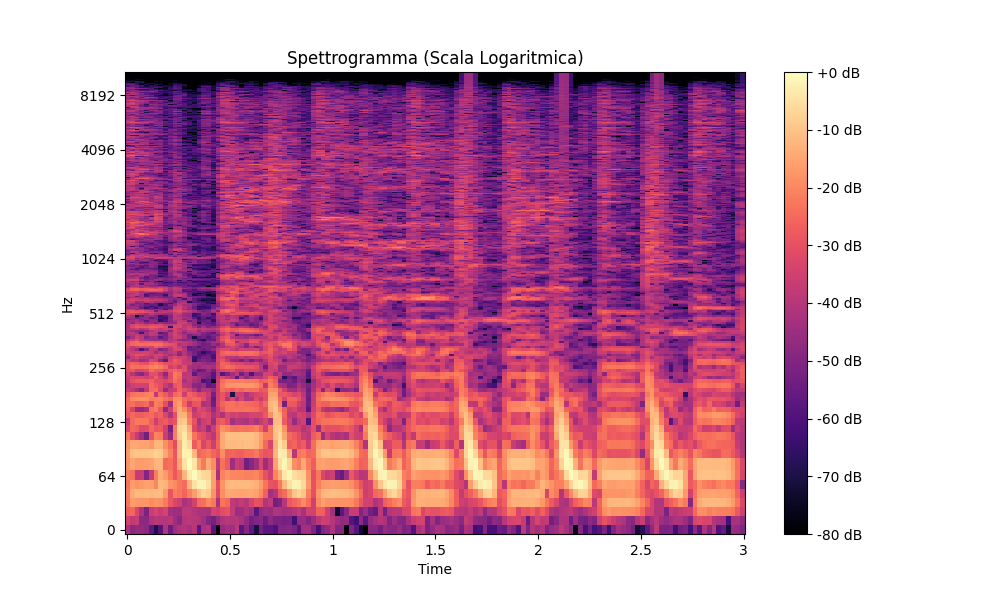 Spettrogramma (Scala Logaritmica)
Hz
8192
4096
2048
1024
512
256
128
64
0
0
0.5
1
1.5
2
2.5
3
Time
+0 dB
-10 dB
-20 dB
-30 dB
-40 dB
-50 dB
-60 dB
-70 dB
-80 dB